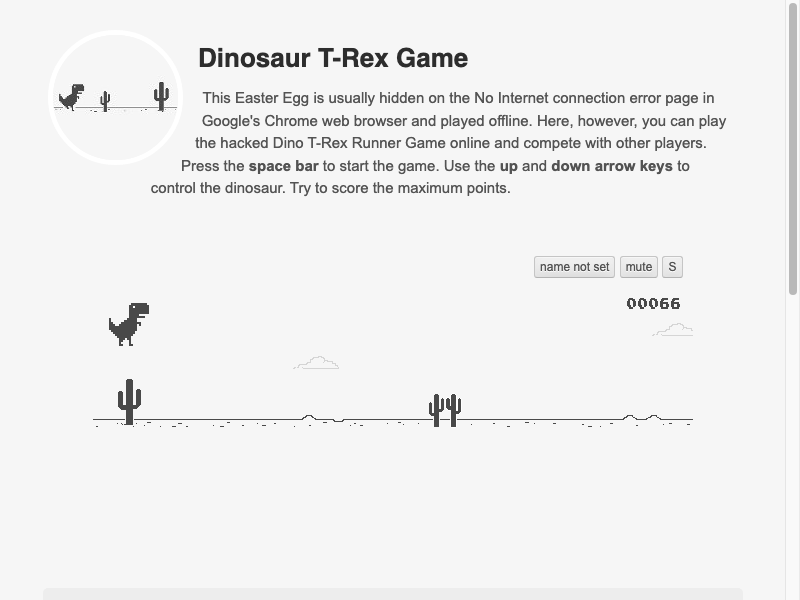 Dinosaur T-Rex Game
This Easter Egg is usually hidden on the No Internet connection error page in
Google's Chrome web browser and played offline. Here, however, you can play
the hacked Dino T-Rex Runner Game online and compete with other players.
Press the space bar to start the game. Use the up and down arrow keys to
control the dinosaur. Try to score the maximum points.
name not set mute S
00066